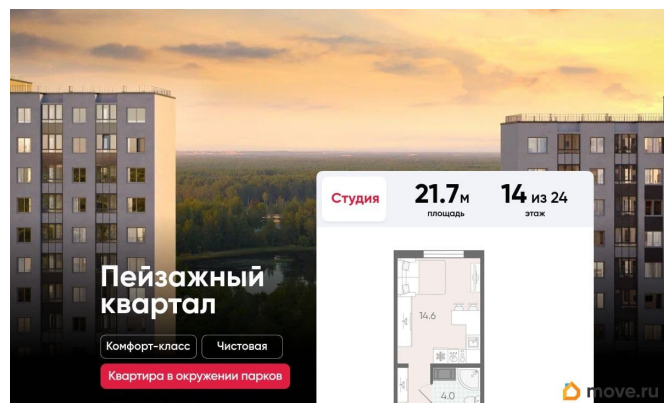 Студия
21.7 м
площадь
14 из 24
этаж
Пейзажный
квартал
Комфорт-класс
Чистовая
Квартира в окружении парков
14.6
4.0
move.ru